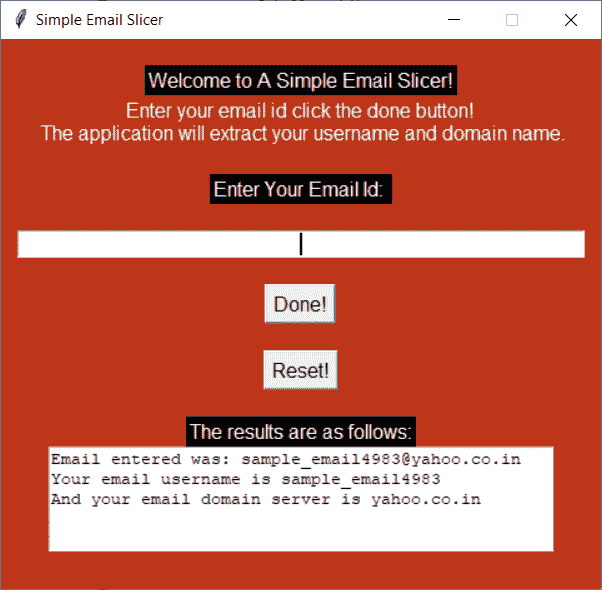 Simple Email Slicer
Welcome to A Simple Email Slicer!
Enter your email id click the done button!
The application will extract your username and domain name.
Enter Your Email Id:
Done!
Reset!
The results are as follows:
Email entered was: sample_email4983@yahoo.co.in
Your email username is sample_email4983
And your email domain server is yahoo.co.in